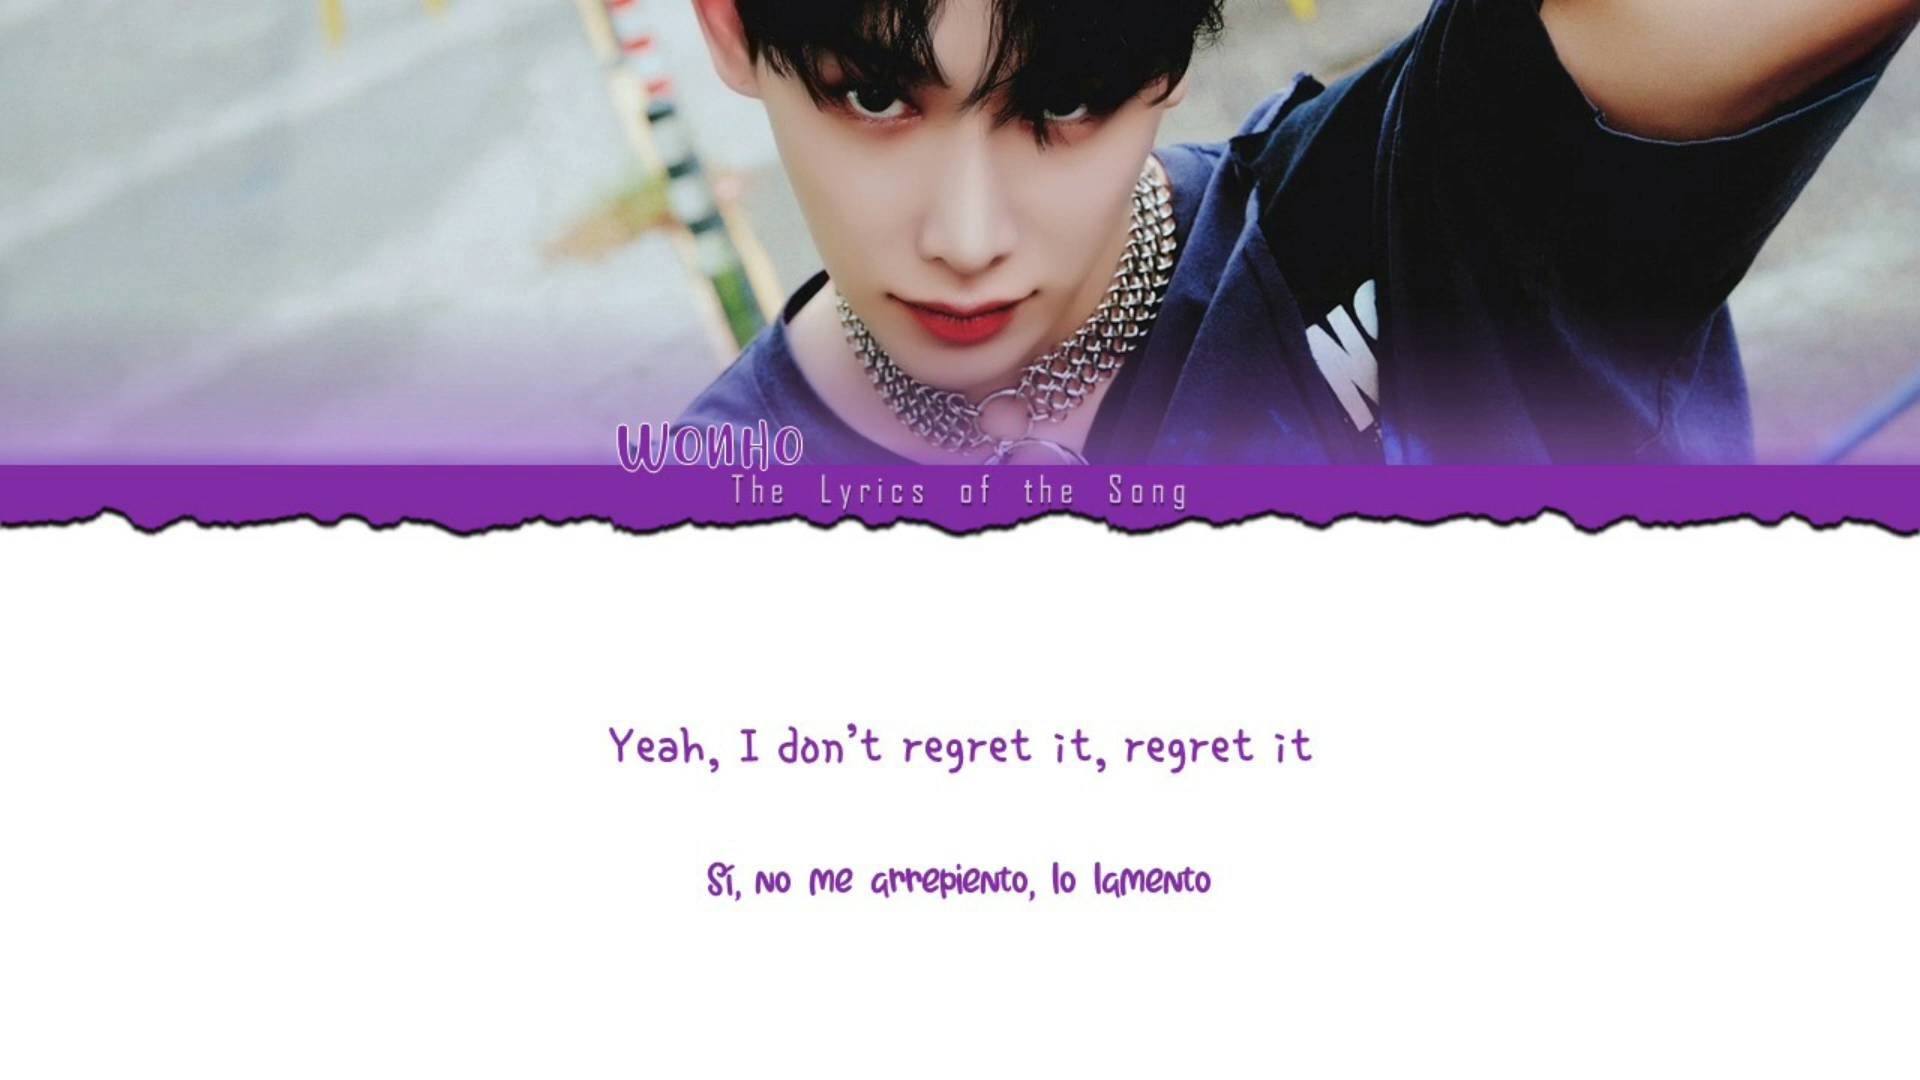 WONHO
The Lyrics of the Song
Yeah, I don't regret it, regret it
Sí, no me arrepiento, lo lamento